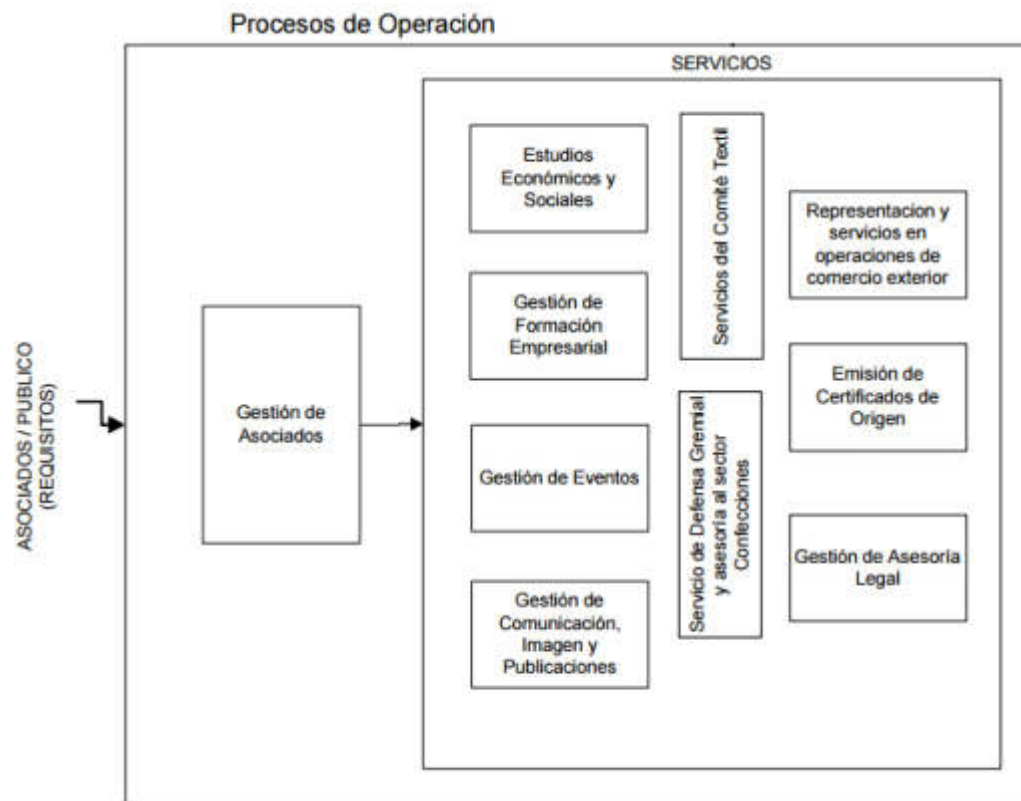 Procesos de Operación
SERVICIOS
ASOCIADOS / PUBLICO
(REQUISITOS)
Gestión de
Asociados
Estudios
Económicos y
Sociales
Gestión de
Formación
Empresarial
Gestión de Eventos
Gestión de
Comunicación,
Imagen y
Publicaciones
Servicios del Comité Textil
Servicio de Defensa Gremial
y asesoría al sector
Confecciones
Representacion y
servicios en
operaciones de
comercio exterior
Emisión de
Certificados de
Origen
Gestión de Asesoría
Legal